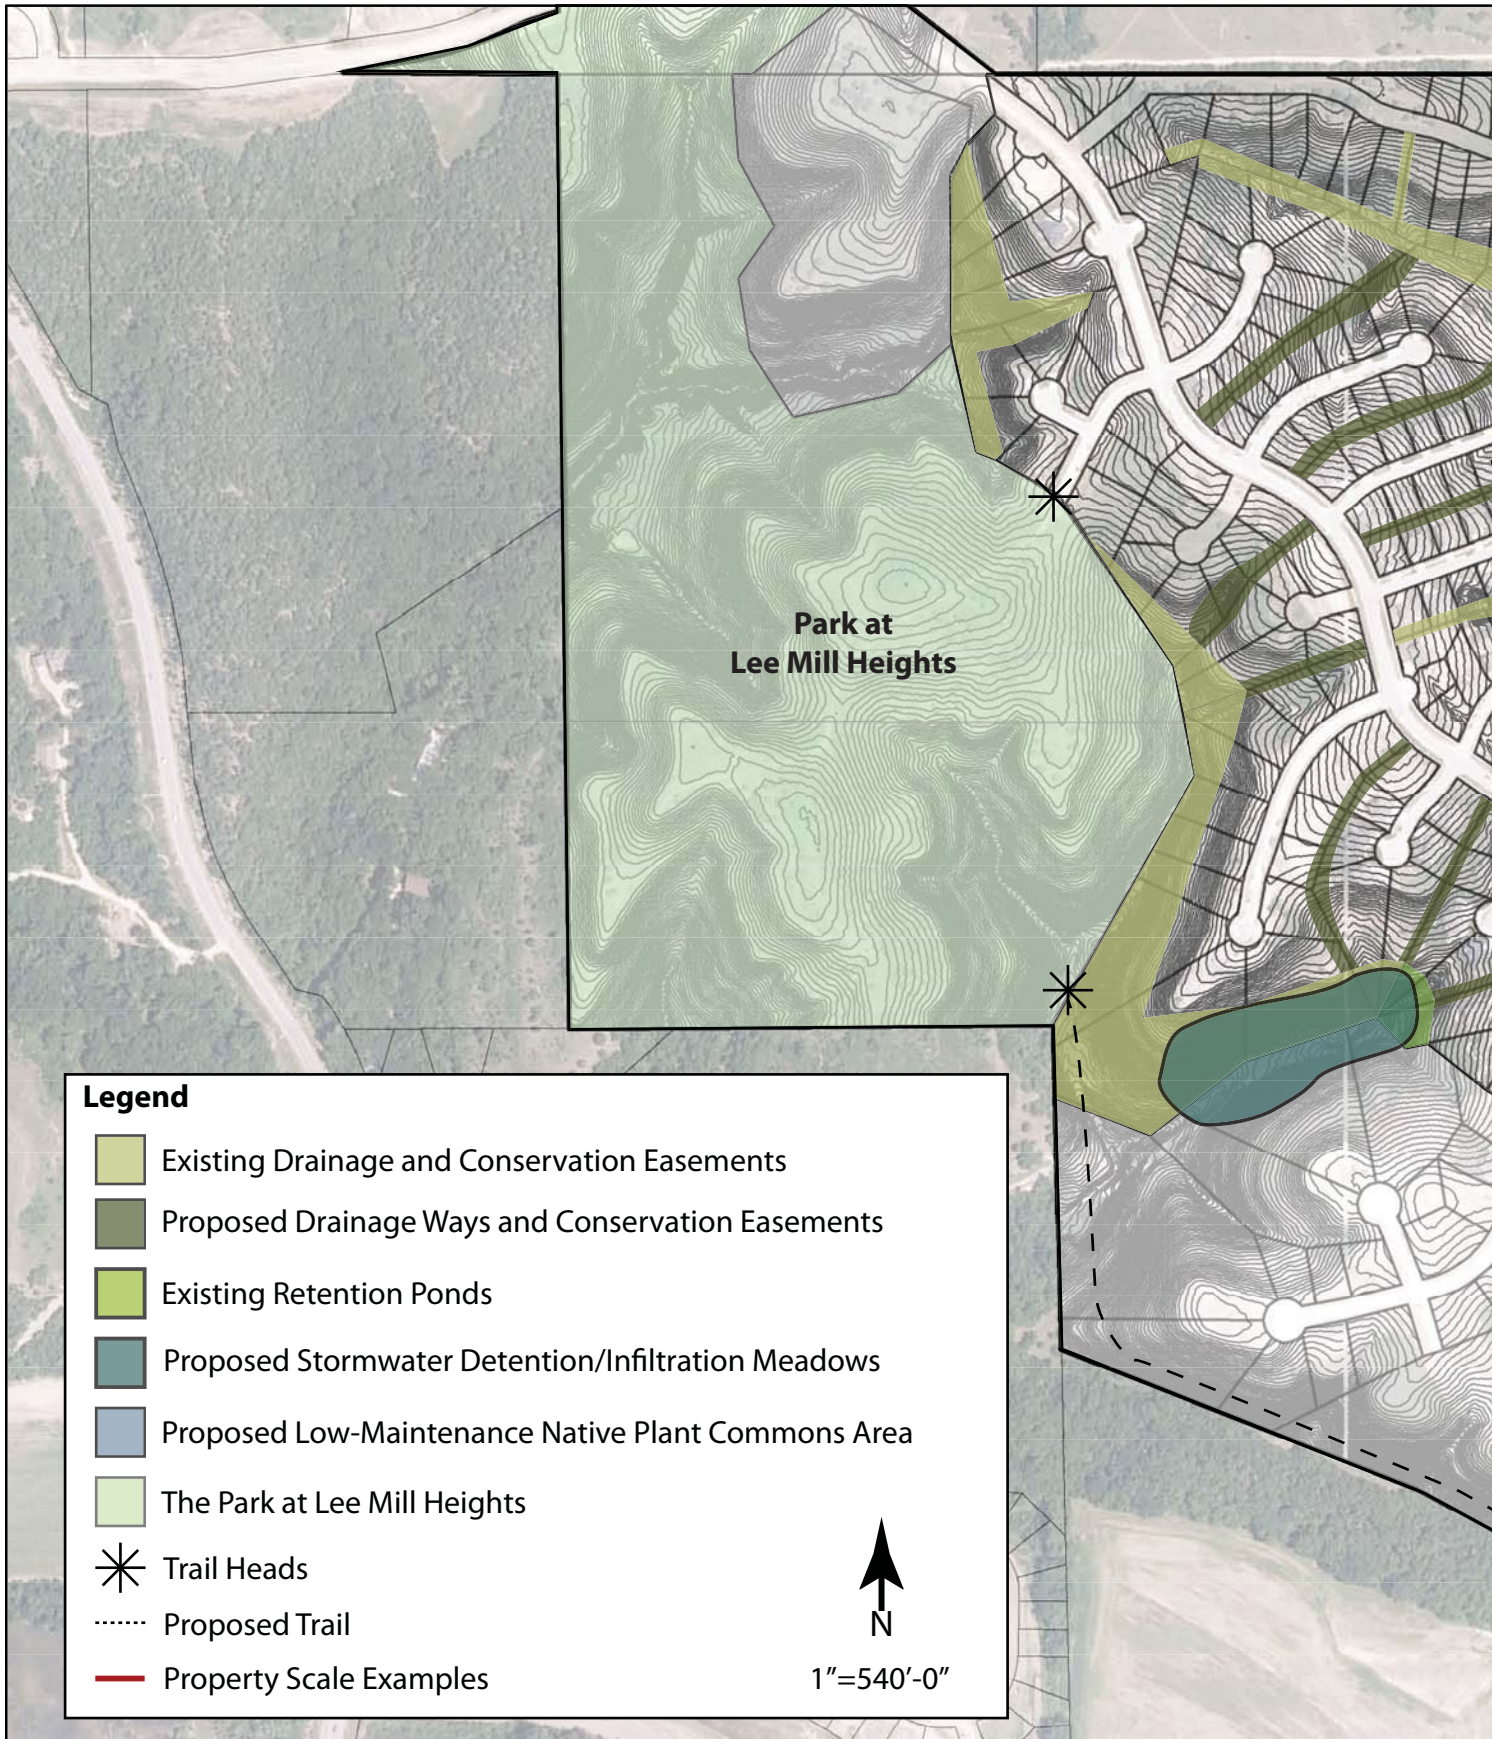 Park at
Lee Mill Heights
Legend
Existing Drainage and Conservation Easements
Proposed Drainage Ways and Conservation Easements
Existing Retention Ponds
Proposed Stormwater Detention/Infiltration Meadows
Proposed Low-Maintenance Native Plant Commons Area
The Park at Lee Mill Heights
Trail Heads
Proposed Trail
Property Scale Examples
N
1”=540’-0”